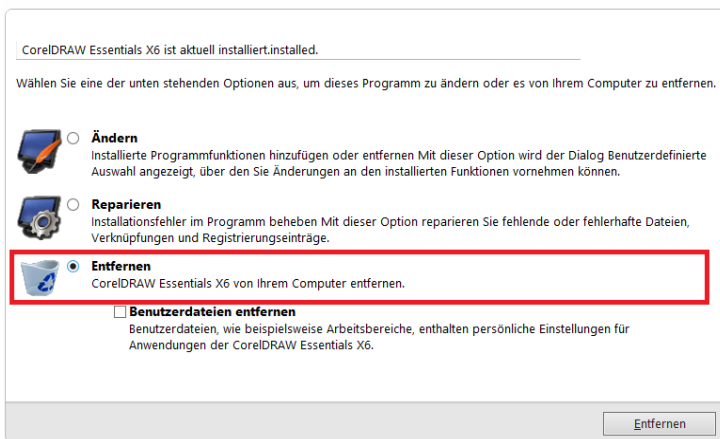 CorelDRAW Essentials X6 ist aktuell installiert.installed.
Wählen Sie eine der unten stehenden Optionen aus, um dieses Programm zu ändern oder es von Ihrem Computer zu entfernen.
Ändern
Installierte Programmfunktionen hinzufügen oder entfernen Mit dieser Option wird der Dialog Benutzerdefinierte
Auswahl angezeigt, über den Sie Änderungen an den installierten Funktionen vornehmen können.
Reparieren
Installationsfehler im Programm beheben Mit dieser Option reparieren Sie fehlende oder fehlerhafte Dateien,
Verknüpfungen und Registrierungseinträge.
Entfernen
CorelDRAW Essentials X6 von Ihrem Computer entfernen.
Benutzerdateien entfernen
Benutzerdateien, wie beispielsweise Arbeitsbereiche, enthalten persönliche Einstellungen für
Anwendungen der CorelDRAW Essentials X6.
Entfernen